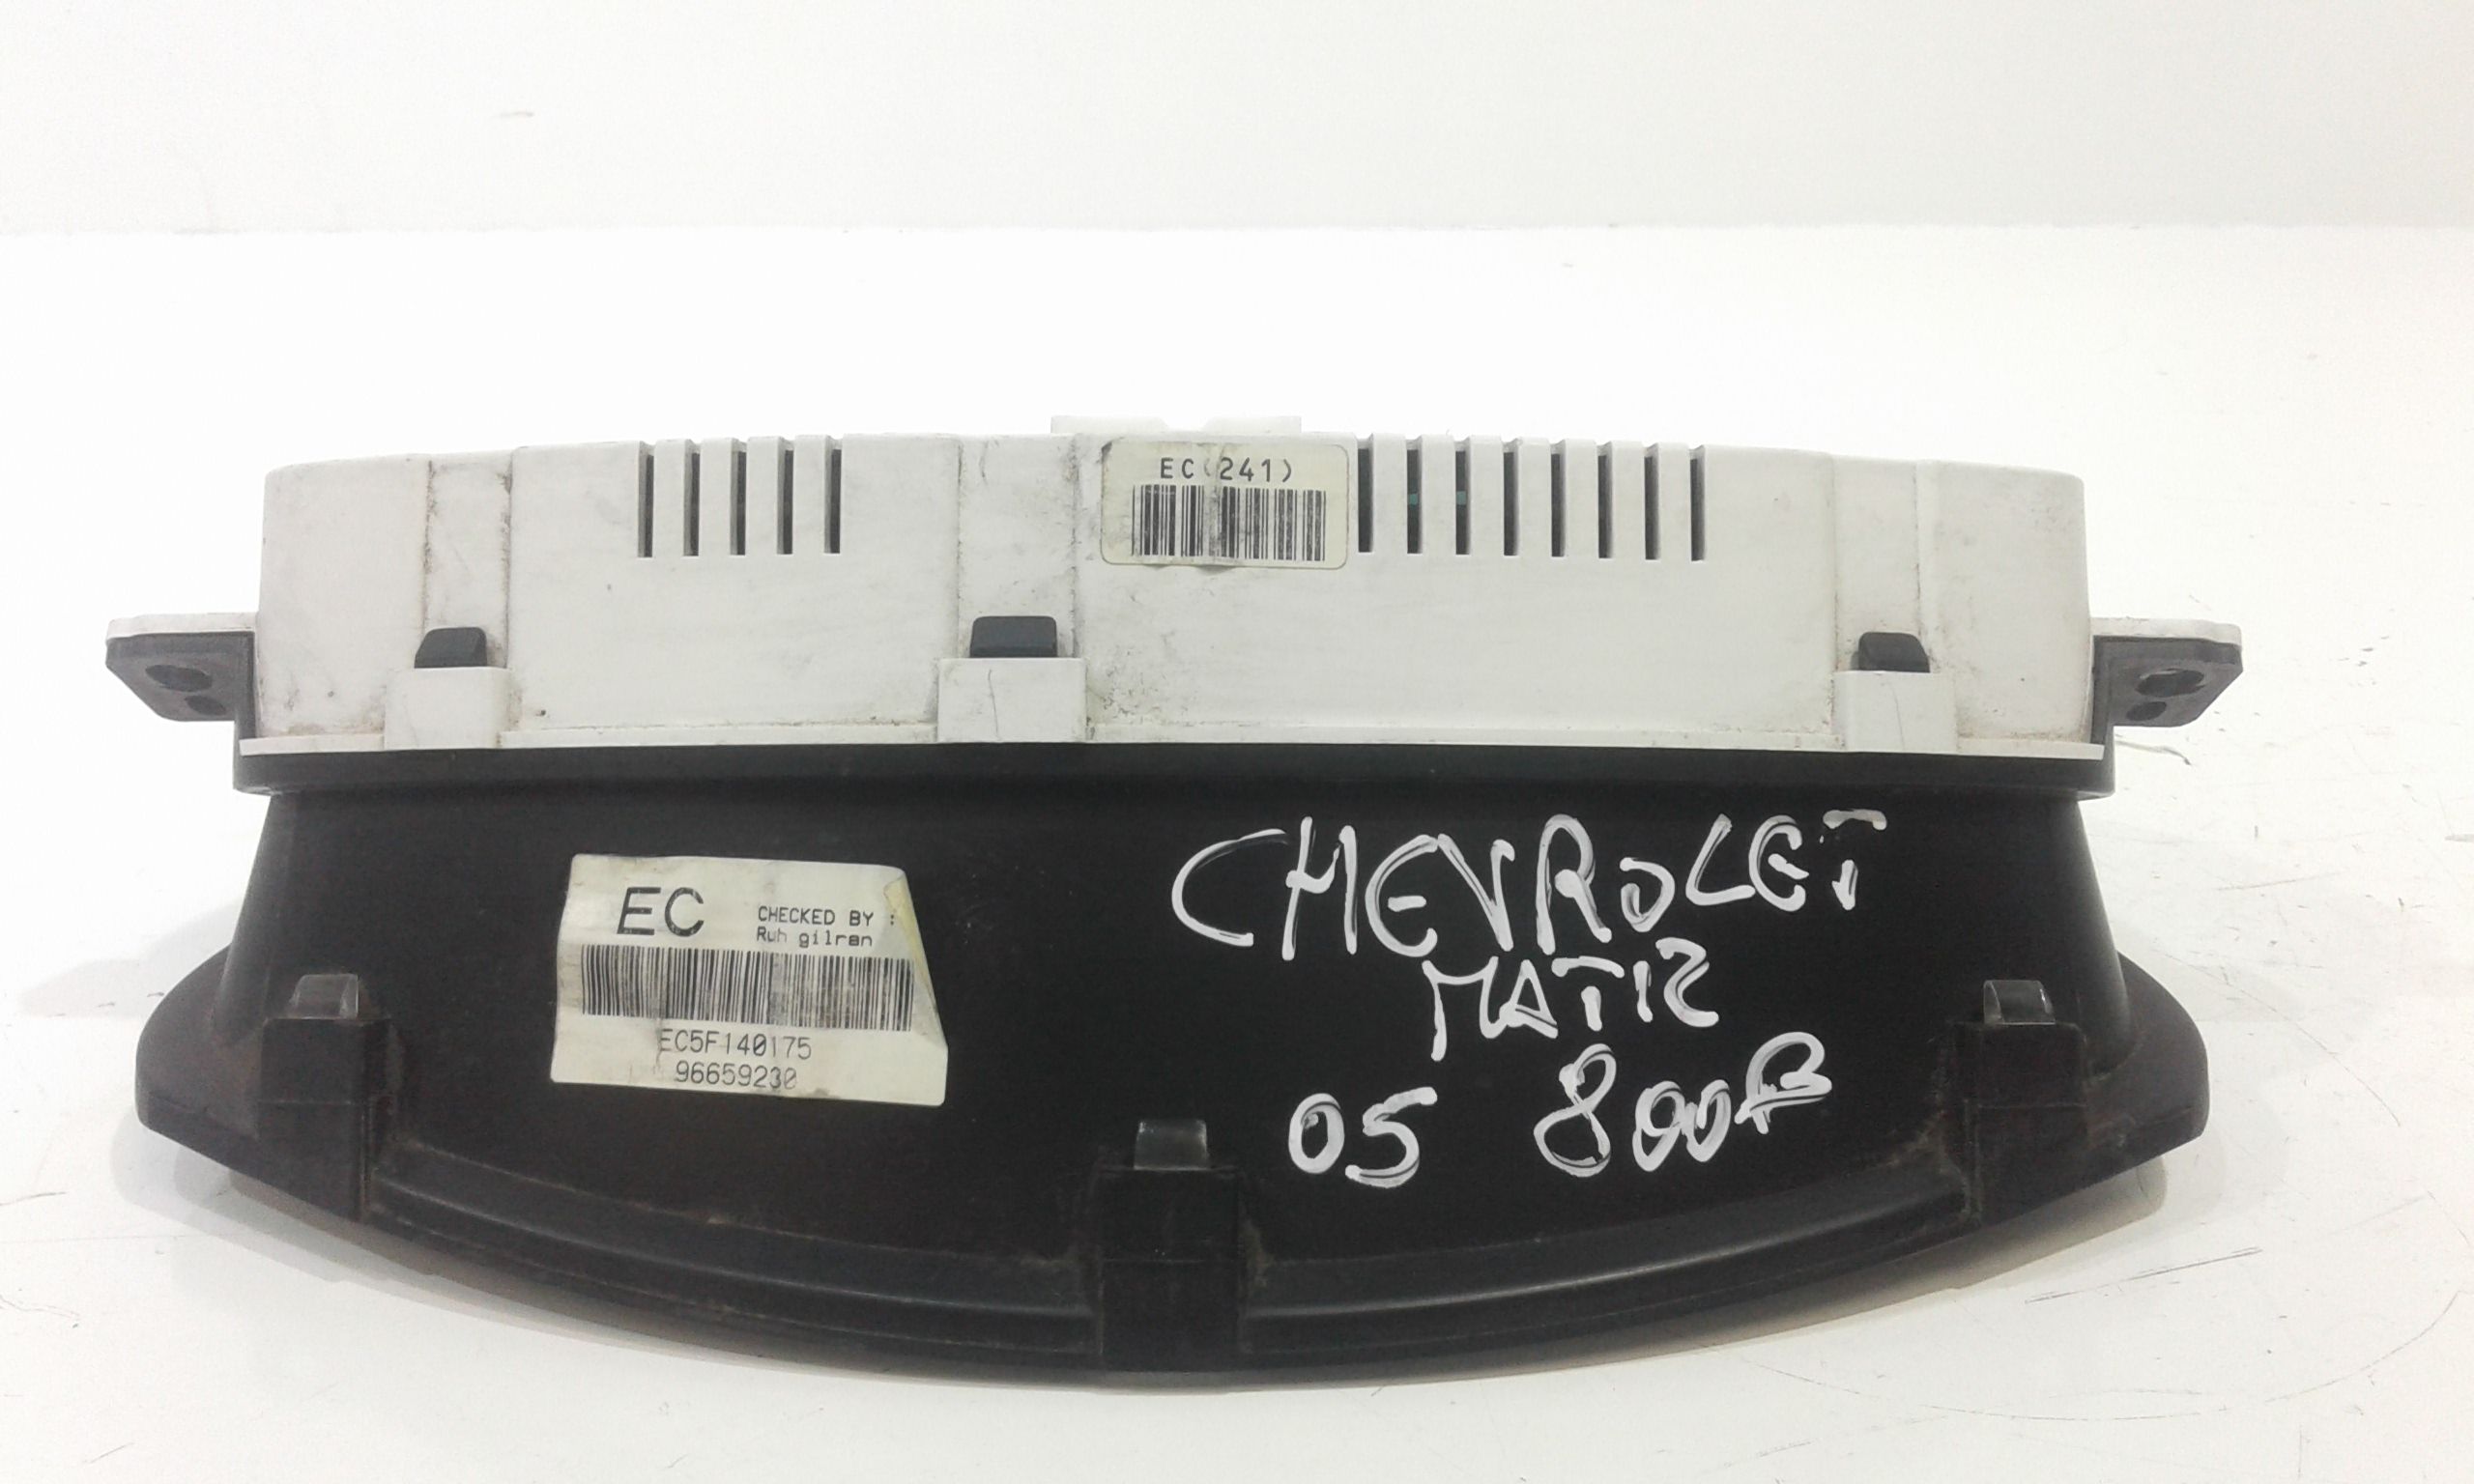 EC(241)
EC CHECKED BY :
Ruh gilran
EC5F140175
96659230
CHEVROLET
MATIZ
05 800B